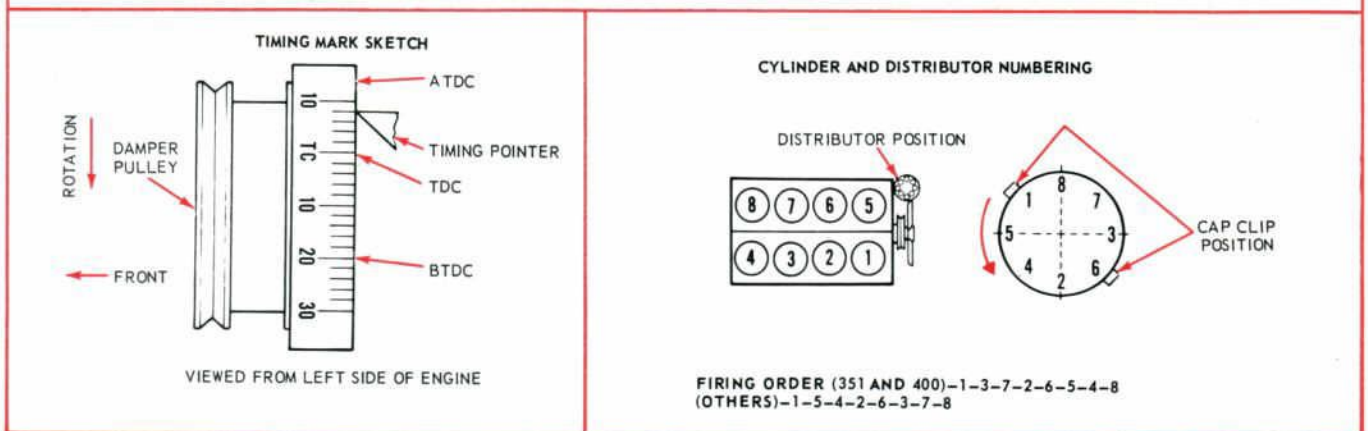 TIMING MARK SKETCH
ATDC
10
TIMING POINTER
TC
TDC
10
20
BTDC
30
ROTATION
DAMPER
PULLEY
FRONT
VIEWED FROM LEFT SIDE OF ENGINE
CYLINDER AND DISTRIBUTOR NUMBERING
DISTRIBUTOR POSITION
8 7 6 5
4 3 2 1
8
1 7
5 3
4 6
2
CAP CLIP
POSITION
FIRING ORDER (351 AND 400)-1-3-7-2-6-5-4-8
(OTHERS)-1-5-4-2-6-3-7-8